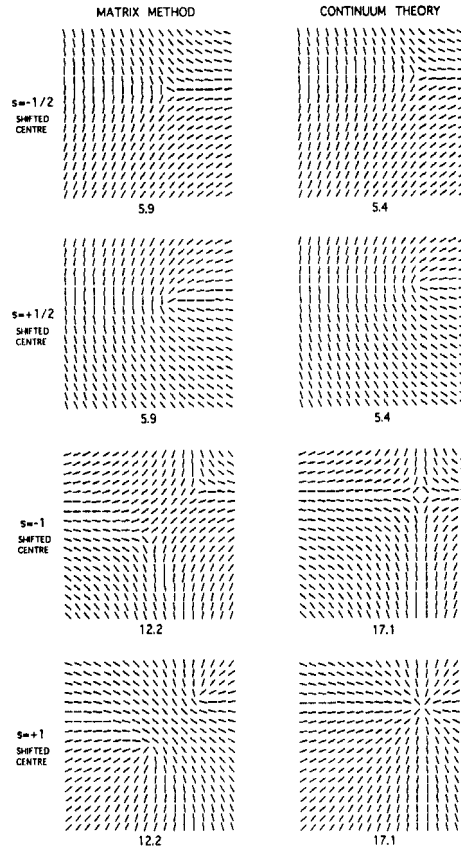 MATRIX METHOD CONTINUUM THEORY
s=-1/2
SHIFTED
CENTRE
5.9 5.4
s=+1/2
SHIFTED
CENTRE
5.9 5.4
s=-1
SHIFTED
CENTRE
12.2 17.1
s=+1
SHIFTED
CENTRE
12.2 17.1